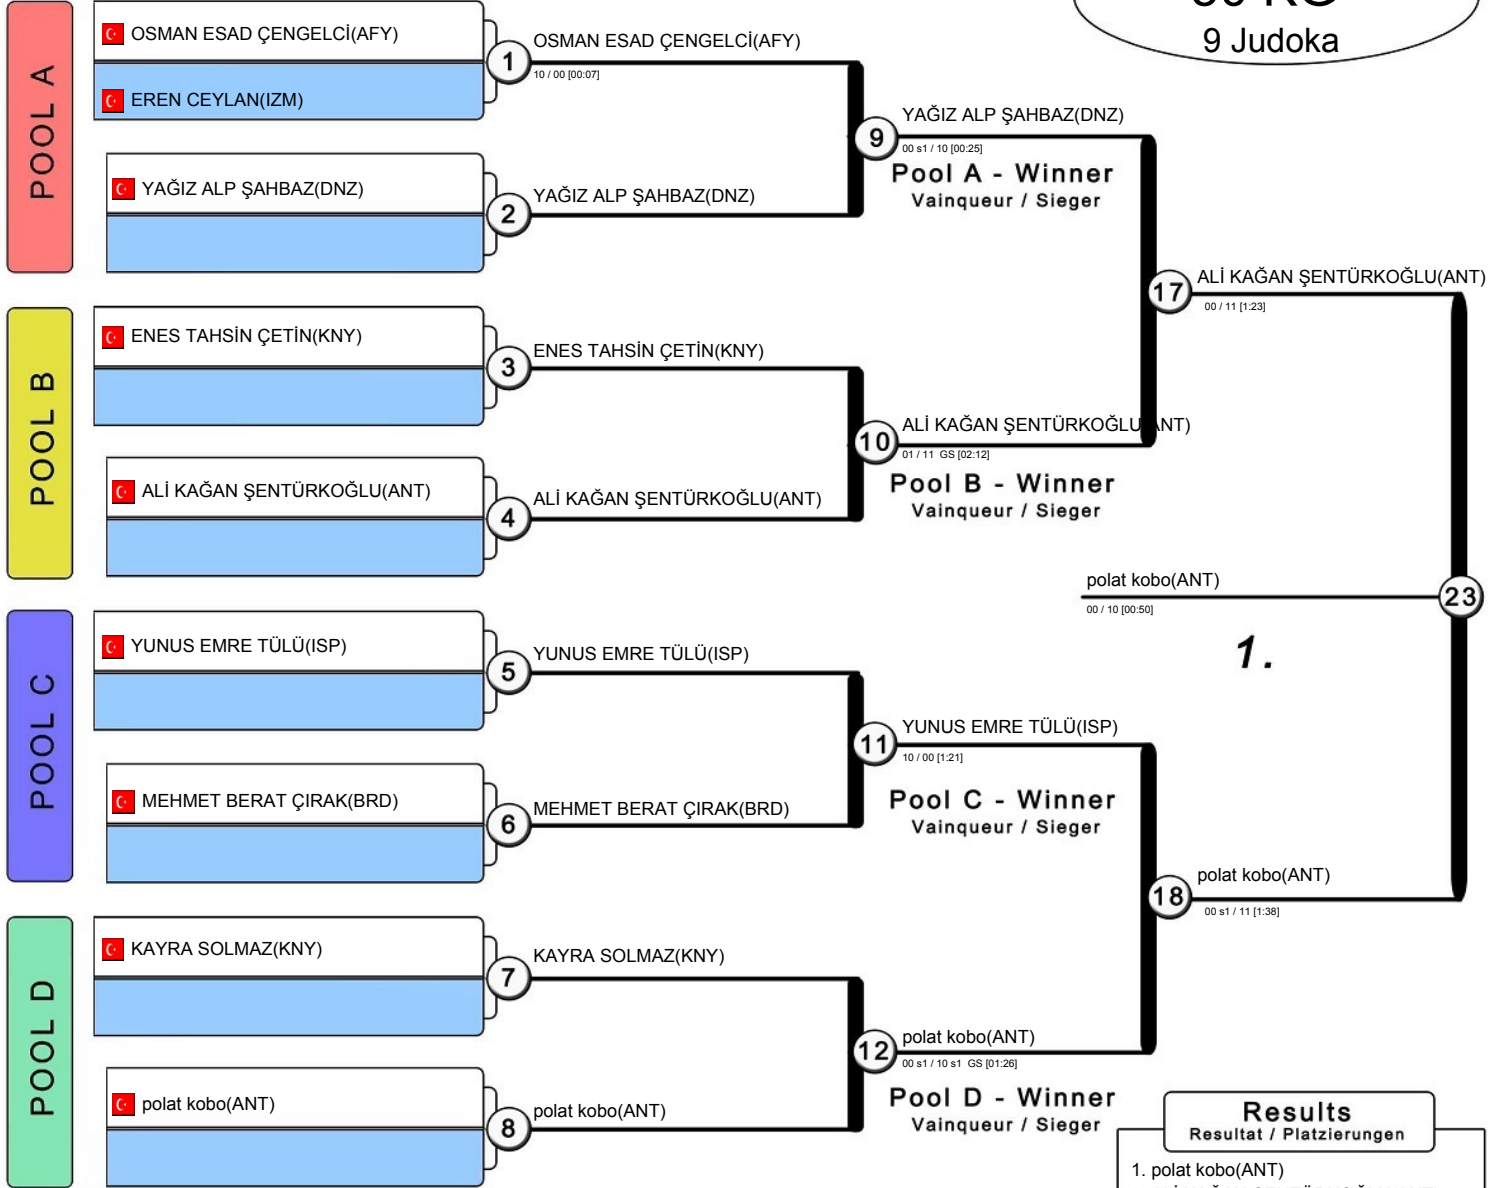 9 Judoka
POOL A
OSMAN ESAD ÇENGELCİ(AFY)
EREN CEYLAN(IZM)
1
OSMAN ESAD ÇENGELCİ(AFY)
10 / 00 [00:07]
YAĞIZ ALP ŞAHBAZ(DNZ)
2
YAĞIZ ALP ŞAHBAZ(DNZ)
9
YAĞIZ ALP ŞAHBAZ(DNZ)
00 s1 / 10 [00:25]
Pool A - Winner
Vainqueur / Sieger
POOL B
ENES TAHSİN ÇETİN(KNY)
3
ENES TAHSİN ÇETİN(KNY)
ALİ KAĞAN ŞENTÜRKOĞLU(ANT)
4
ALİ KAĞAN ŞENTÜRKOĞLU(ANT)
10
ALİ KAĞAN ŞENTÜRKOĞLU(ANT)
01 / 11 GS [02:12]
Pool B - Winner
Vainqueur / Sieger
17
ALİ KAĞAN ŞENTÜRKOĞLU(ANT)
00 / 11 [1:23]
polat kobo(ANT)
00 / 10 [00:50]
23
1.
POOL C
YUNUS EMRE TÜLÜ(ISP)
5
YUNUS EMRE TÜLÜ(ISP)
MEHMET BERAT ÇIRAK(BRD)
6
MEHMET BERAT ÇIRAK(BRD)
11
YUNUS EMRE TÜLÜ(ISP)
10 / 00 [1:21]
Pool C - Winner
Vainqueur / Sieger
18
polat kobo(ANT)
00 s1 / 11 [1:38]
POOL D
KAYRA SOLMAZ(KNY)
7
KAYRA SOLMAZ(KNY)
polat kobo(ANT)
8
polat kobo(ANT)
12
polat kobo(ANT)
00 s1 / 10 s1 GS [01:26]
Pool D - Winner
Vainqueur / Sieger
Results
Resultat / Platzierungen
1. polat kobo(ANT)